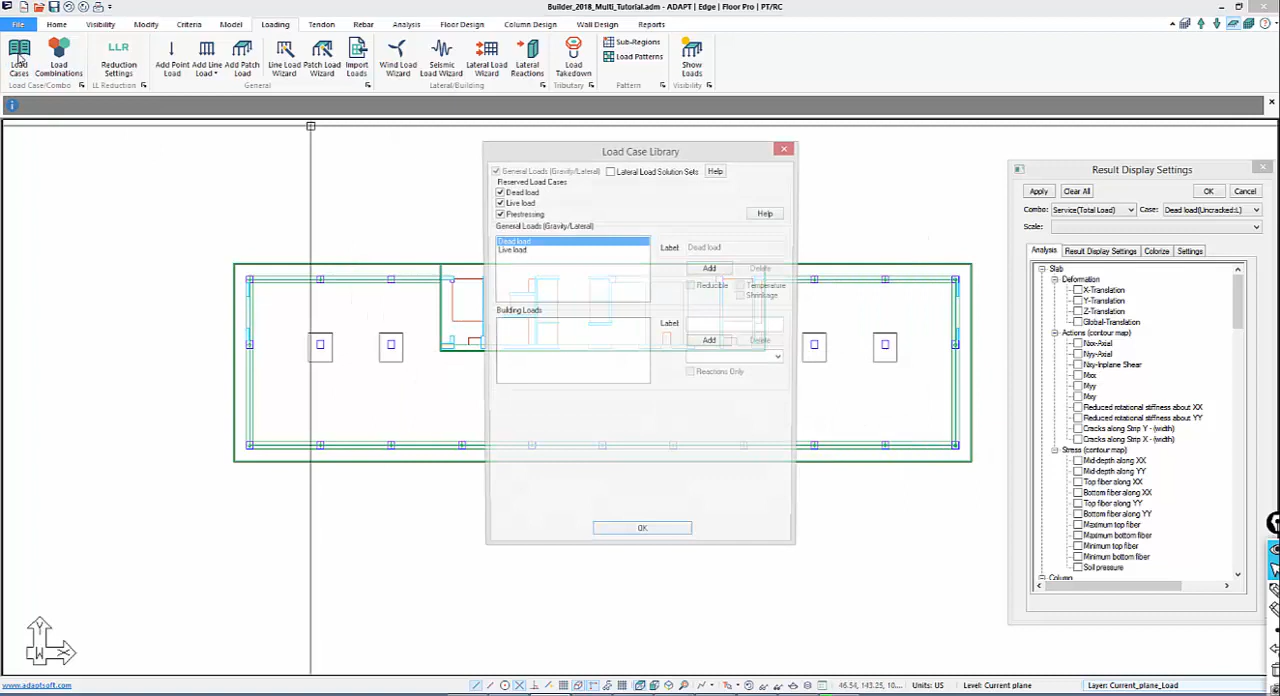 Builder_2018_Multi_Tutorial.adm - ADAPT | Edge | Floor Pro | PT/RC
File Home Visibility Modify Criteria Model Loading Tendon Rebar Analysis Floor Design Column Design Wall Design Reports
Load Cases Load Combinations LLR Reduction Settings Add Point Load Add Line Load Add Patch Load Line Load Wizard Patch Load Wizard Import Loads Wind Load Wizard Seismic Load Wizard Lateral Load Wizard Lateral Reactions Load Takedown Sub-Regions Load Patterns Show Loads
Load Case/Combo LL Reduction General Lateral/Building Tributary Pattern Visibility
Load Case Library
General Loads (Gravity/Lateral) Lateral Load Solution Sets Help
Reserved Load Cases
Dead load
Live load
Prestressing Help
General Loads (Gravity/Lateral)
Dead load Label: Dead load
Live load
Add Delete
Reducible Temperature
Shrinkage
Building Loads
Label:
Add Delete
Reactions Only
OK
Result Display Settings
Apply Clear All OK Cancel
Combo: Service(Total Load) Case: Dead load(Uncracked:L)
Scale:
Analysis Result Display Settings Colorize Settings
Slab
Deformation
X-Translation
Y-Translation
Z-Translation
Global-Translation
Actions (contour map)
Nxx-Axial
Nyy-Axial
Nxy-Inplane Shear
Mxx
Myy
Mxy
Reduced rotational stiffness about XX
Reduced rotational stiffness about YY
Cracks along Strip Y - (width)
Cracks along Strip X - (width)
Stress (contour map)
Mid-depth along XX
Mid-depth along YY
Top fiber along XX
Bottom fiber along XX
Top fiber along YY
Bottom fiber along YY
Maximum top fiber
Maximum bottom fiber
Minimum top fiber
Minimum bottom fiber
Soil pressure
Column
Y
W X
www.adaptsoft.com 46.54, 143.25, 10... Units: US Level: Current plane Layer: Current_plane_Load